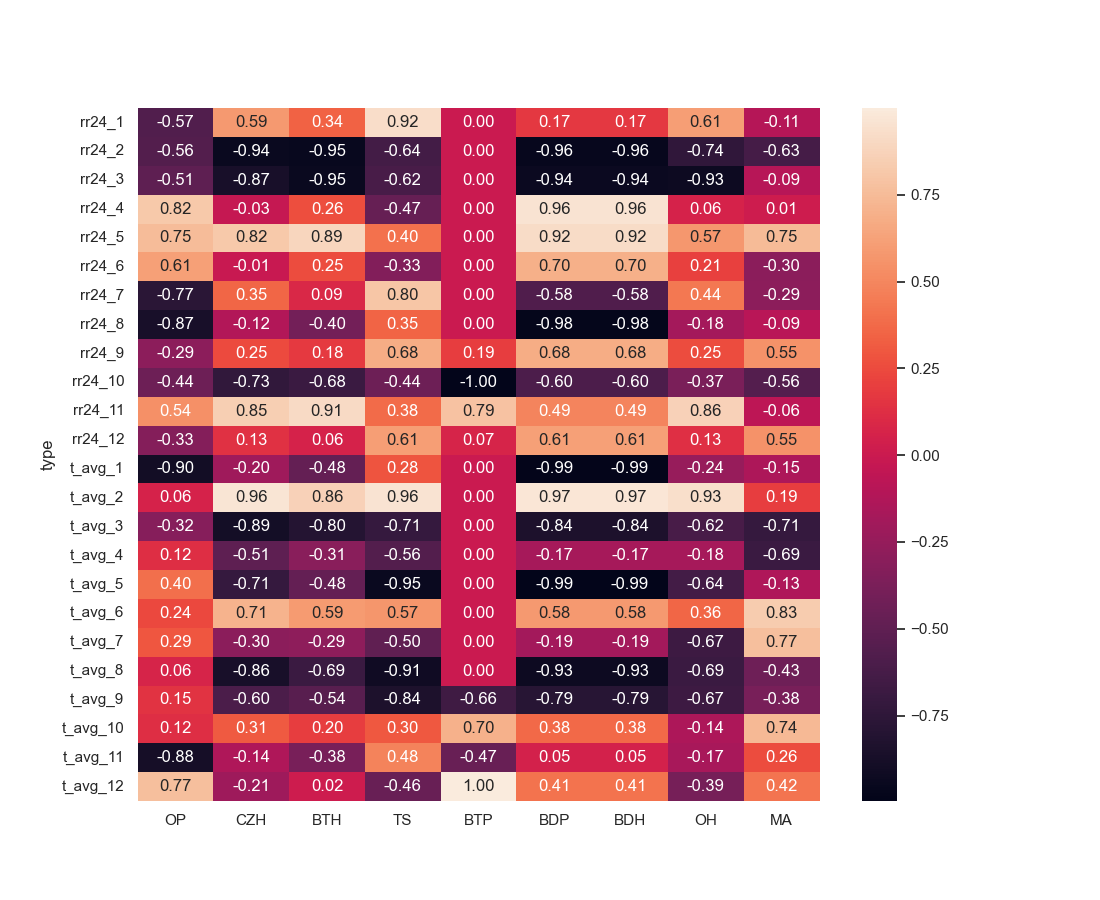 rr24_1 -0.57 0.59 0.34 0.92 0.00 0.17 0.17 0.61 -0.11
rr24_2 -0.56 -0.94 -0.95 -0.64 0.00 -0.96 -0.96 -0.74 -0.63
rr24_3 -0.51 -0.87 -0.95 -0.62 0.00 -0.94 -0.94 -0.93 -0.09
rr24_4 0.82 -0.03 0.26 -0.47 0.00 0.96 0.96 0.06 0.01
rr24_5 0.75 0.82 0.89 0.40 0.00 0.92 0.92 0.57 0.75
rr24_6 0.61 -0.01 0.25 -0.33 0.00 0.70 0.70 0.21 -0.30
rr24_7 -0.77 0.35 0.09 0.80 0.00 -0.58 -0.58 0.44 -0.29
rr24_8 -0.87 -0.12 -0.40 0.35 0.00 -0.98 -0.98 -0.18 -0.09
rr24_9 -0.29 0.25 0.18 0.68 0.19 0.68 0.68 0.25 0.55
rr24_10 -0.44 -0.73 -0.68 -0.44 -1.00 -0.60 -0.60 -0.37 -0.56
rr24_11 0.54 0.85 0.91 0.38 0.79 0.49 0.49 0.86 -0.06
rr24_12 -0.33 0.13 0.06 0.61 0.07 0.61 0.61 0.13 0.55
t_avg_1 -0.90 -0.20 -0.48 0.28 0.00 -0.99 -0.99 -0.24 -0.15
t_avg_2 0.06 0.96 0.86 0.96 0.00 0.97 0.97 0.93 0.19
t_avg_3 -0.32 -0.89 -0.80 -0.71 0.00 -0.84 -0.84 -0.62 -0.71
t_avg_4 0.12 -0.51 -0.31 -0.56 0.00 -0.17 -0.17 -0.18 -0.69
t_avg_5 0.40 -0.71 -0.48 -0.95 0.00 -0.99 -0.99 -0.64 -0.13
t_avg_6 0.24 0.71 0.59 0.57 0.00 0.58 0.58 0.36 0.83
t_avg_7 0.29 -0.30 -0.29 -0.50 0.00 -0.19 -0.19 -0.67 0.77
t_avg_8 0.06 -0.86 -0.69 -0.91 0.00 -0.93 -0.93 -0.69 -0.43
t_avg_9 0.15 -0.60 -0.54 -0.84 -0.66 -0.79 -0.79 -0.67 -0.38
t_avg_10 0.12 0.31 0.20 0.30 0.70 0.38 0.38 -0.14 0.74
t_avg_11 -0.88 -0.14 -0.38 0.48 -0.47 0.05 0.05 -0.17 0.26
t_avg_12 0.77 -0.21 0.02 -0.46 1.00 0.41 0.41 -0.39 0.42
OP CZH BTH TS BTP BDP BDH OH MA
type
0.75
0.50
0.25
0.00
−0.25
−0.50
−0.75